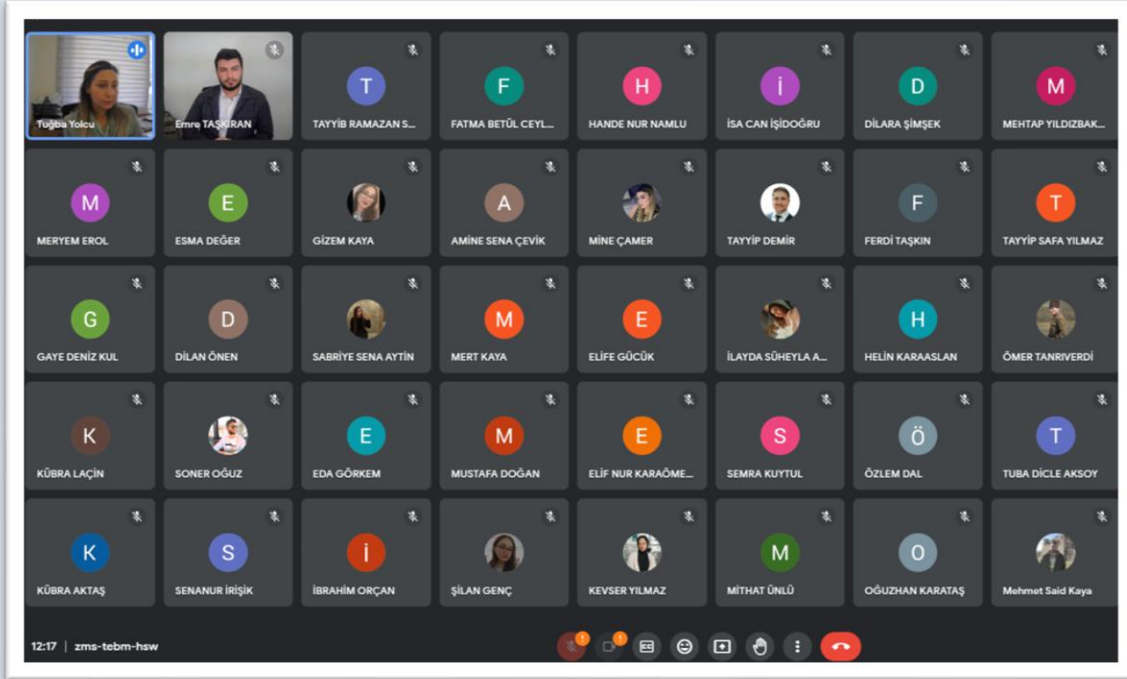 Tuğba Yolcu
Emre TAŞKIRAN
T
TAYYİB RAMAZAN S...
F
FATMA BETÜL CEYL...
H
HANDE NUR NAMLU
İ
İSA CAN İŞİDOĞRU
D
DİLARA ŞİMŞEK
M
MEHTAP YILDIZBAK...
M
MERYEM EROL
E
ESMA DEĞER
GİZEM KAYA
A
AMİNE SENA ÇEVİK
MİNE ÇAMER
TAYYİP DEMİR
F
FERDİ TAŞKIN
T
TAYYİP SAFA YILMAZ
G
GAYE DENİZ KUL
D
DİLAN ÖNEN
SABRİYE SENA AYTİN
M
MERT KAYA
E
ELİFE GÜCÜK
İLAYDA SÜHEYLA A...
H
HELİN KARAASLAN
ÖMER TANRIVERDİ
K
KÜBRA LAÇİN
SONER OĞUZ
E
EDA GÖRKEM
M
MUSTAFA DOĞAN
E
ELİF NUR KARAÖME...
S
SEMRA KUYTUL
Ö
ÖZLEM DAL
T
TUBA DİCLE AKSOY
K
KÜBRA AKTAŞ
S
SENANUR İRİŞİK
İ
İBRAHİM ORÇAN
ŞİLAN GENÇ
KEVSER YILMAZ
M
MİTHAT ÜNLÜ
O
OĞUZHAN KARATAŞ
Mehmet Said Kaya
12:17 | zms-tebm-hsw